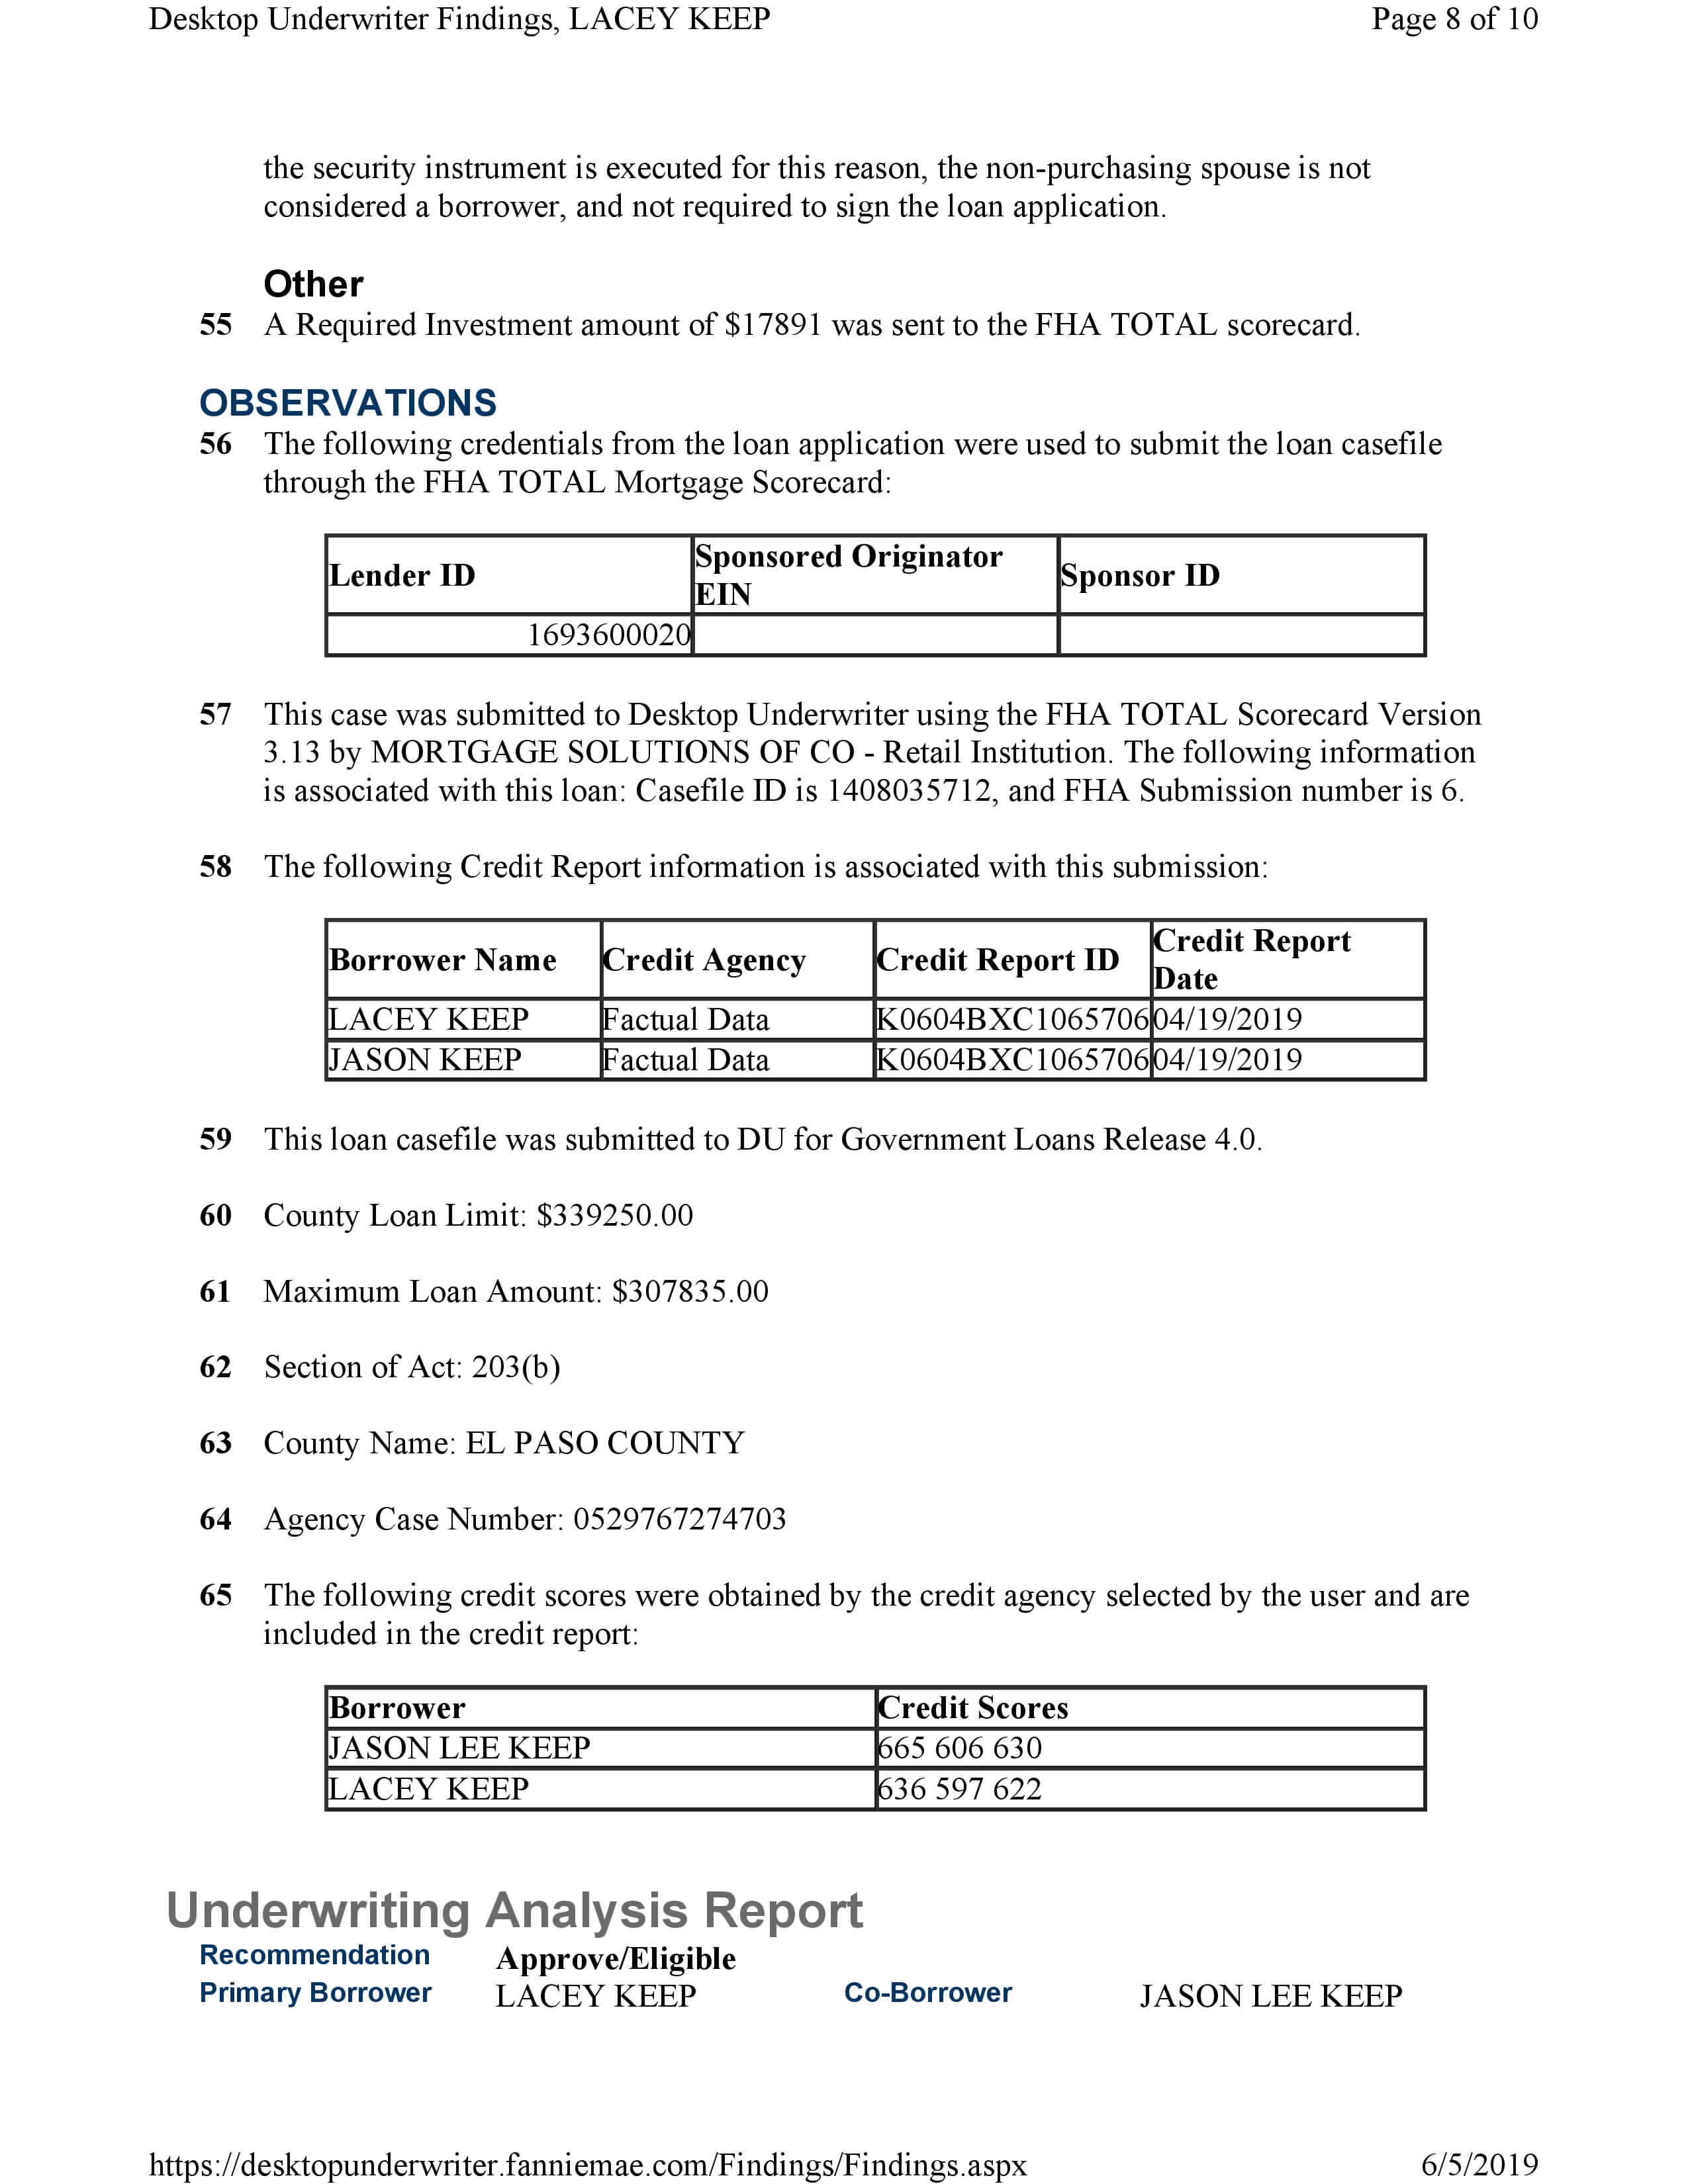 Desktop Underwriter Findings, LACEY KEEP Page 8 of 10
the security instrument is executed for this reason, the non-purchasing spouse is not
considered a borrower, and not required to sign the loan application.
Other
55 A Required Investment amount of $17891 was sent to the FHA TOTAL scorecard.
OBSERVATIONS
56 The following credentials from the loan application were used to submit the loan casefile
through the FHA TOTAL Mortgage Scorecard:
Lender ID Sponsored Originator EIN Sponsor ID
1693600020
57 This case was submitted to Desktop Underwriter using the FHA TOTAL Scorecard Version
3.13 by MORTGAGE SOLUTIONS OF CO - Retail Institution. The following information
is associated with this loan: Casefile ID is 1408035712, and FHA Submission number is 6.
58 The following Credit Report information is associated with this submission:
Borrower Name Credit Agency Credit Report ID Credit Report Date
LACEY KEEP Factual Data K0604BXC106570604/19/2019
JASON KEEP Factual Data K0604BXC106570604/19/2019
59 This loan casefile was submitted to DU for Government Loans Release 4.0.
60 County Loan Limit: $339250.00
61 Maximum Loan Amount: $307835.00
62 Section of Act: 203(b)
63 County Name: EL PASO COUNTY
64 Agency Case Number: 0529767274703
65 The following credit scores were obtained by the credit agency selected by the user and are
included in the credit report:
Borrower Credit Scores
JASON LEE KEEP 665 606 630
LACEY KEEP 636 597 622
Underwriting Analysis Report
Recommendation Approve/Eligible
Primary Borrower LACEY KEEP Co-Borrower JASON LEE KEEP
https://desktopunderwriter.fanniemae.com/Findings/Findings.aspx 6/5/2019